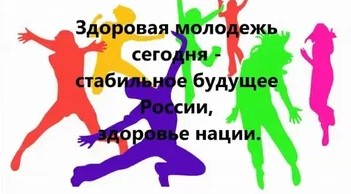 Здоровая молодежь
сегодня -
стабильное будущее
России,
здоровье нации.